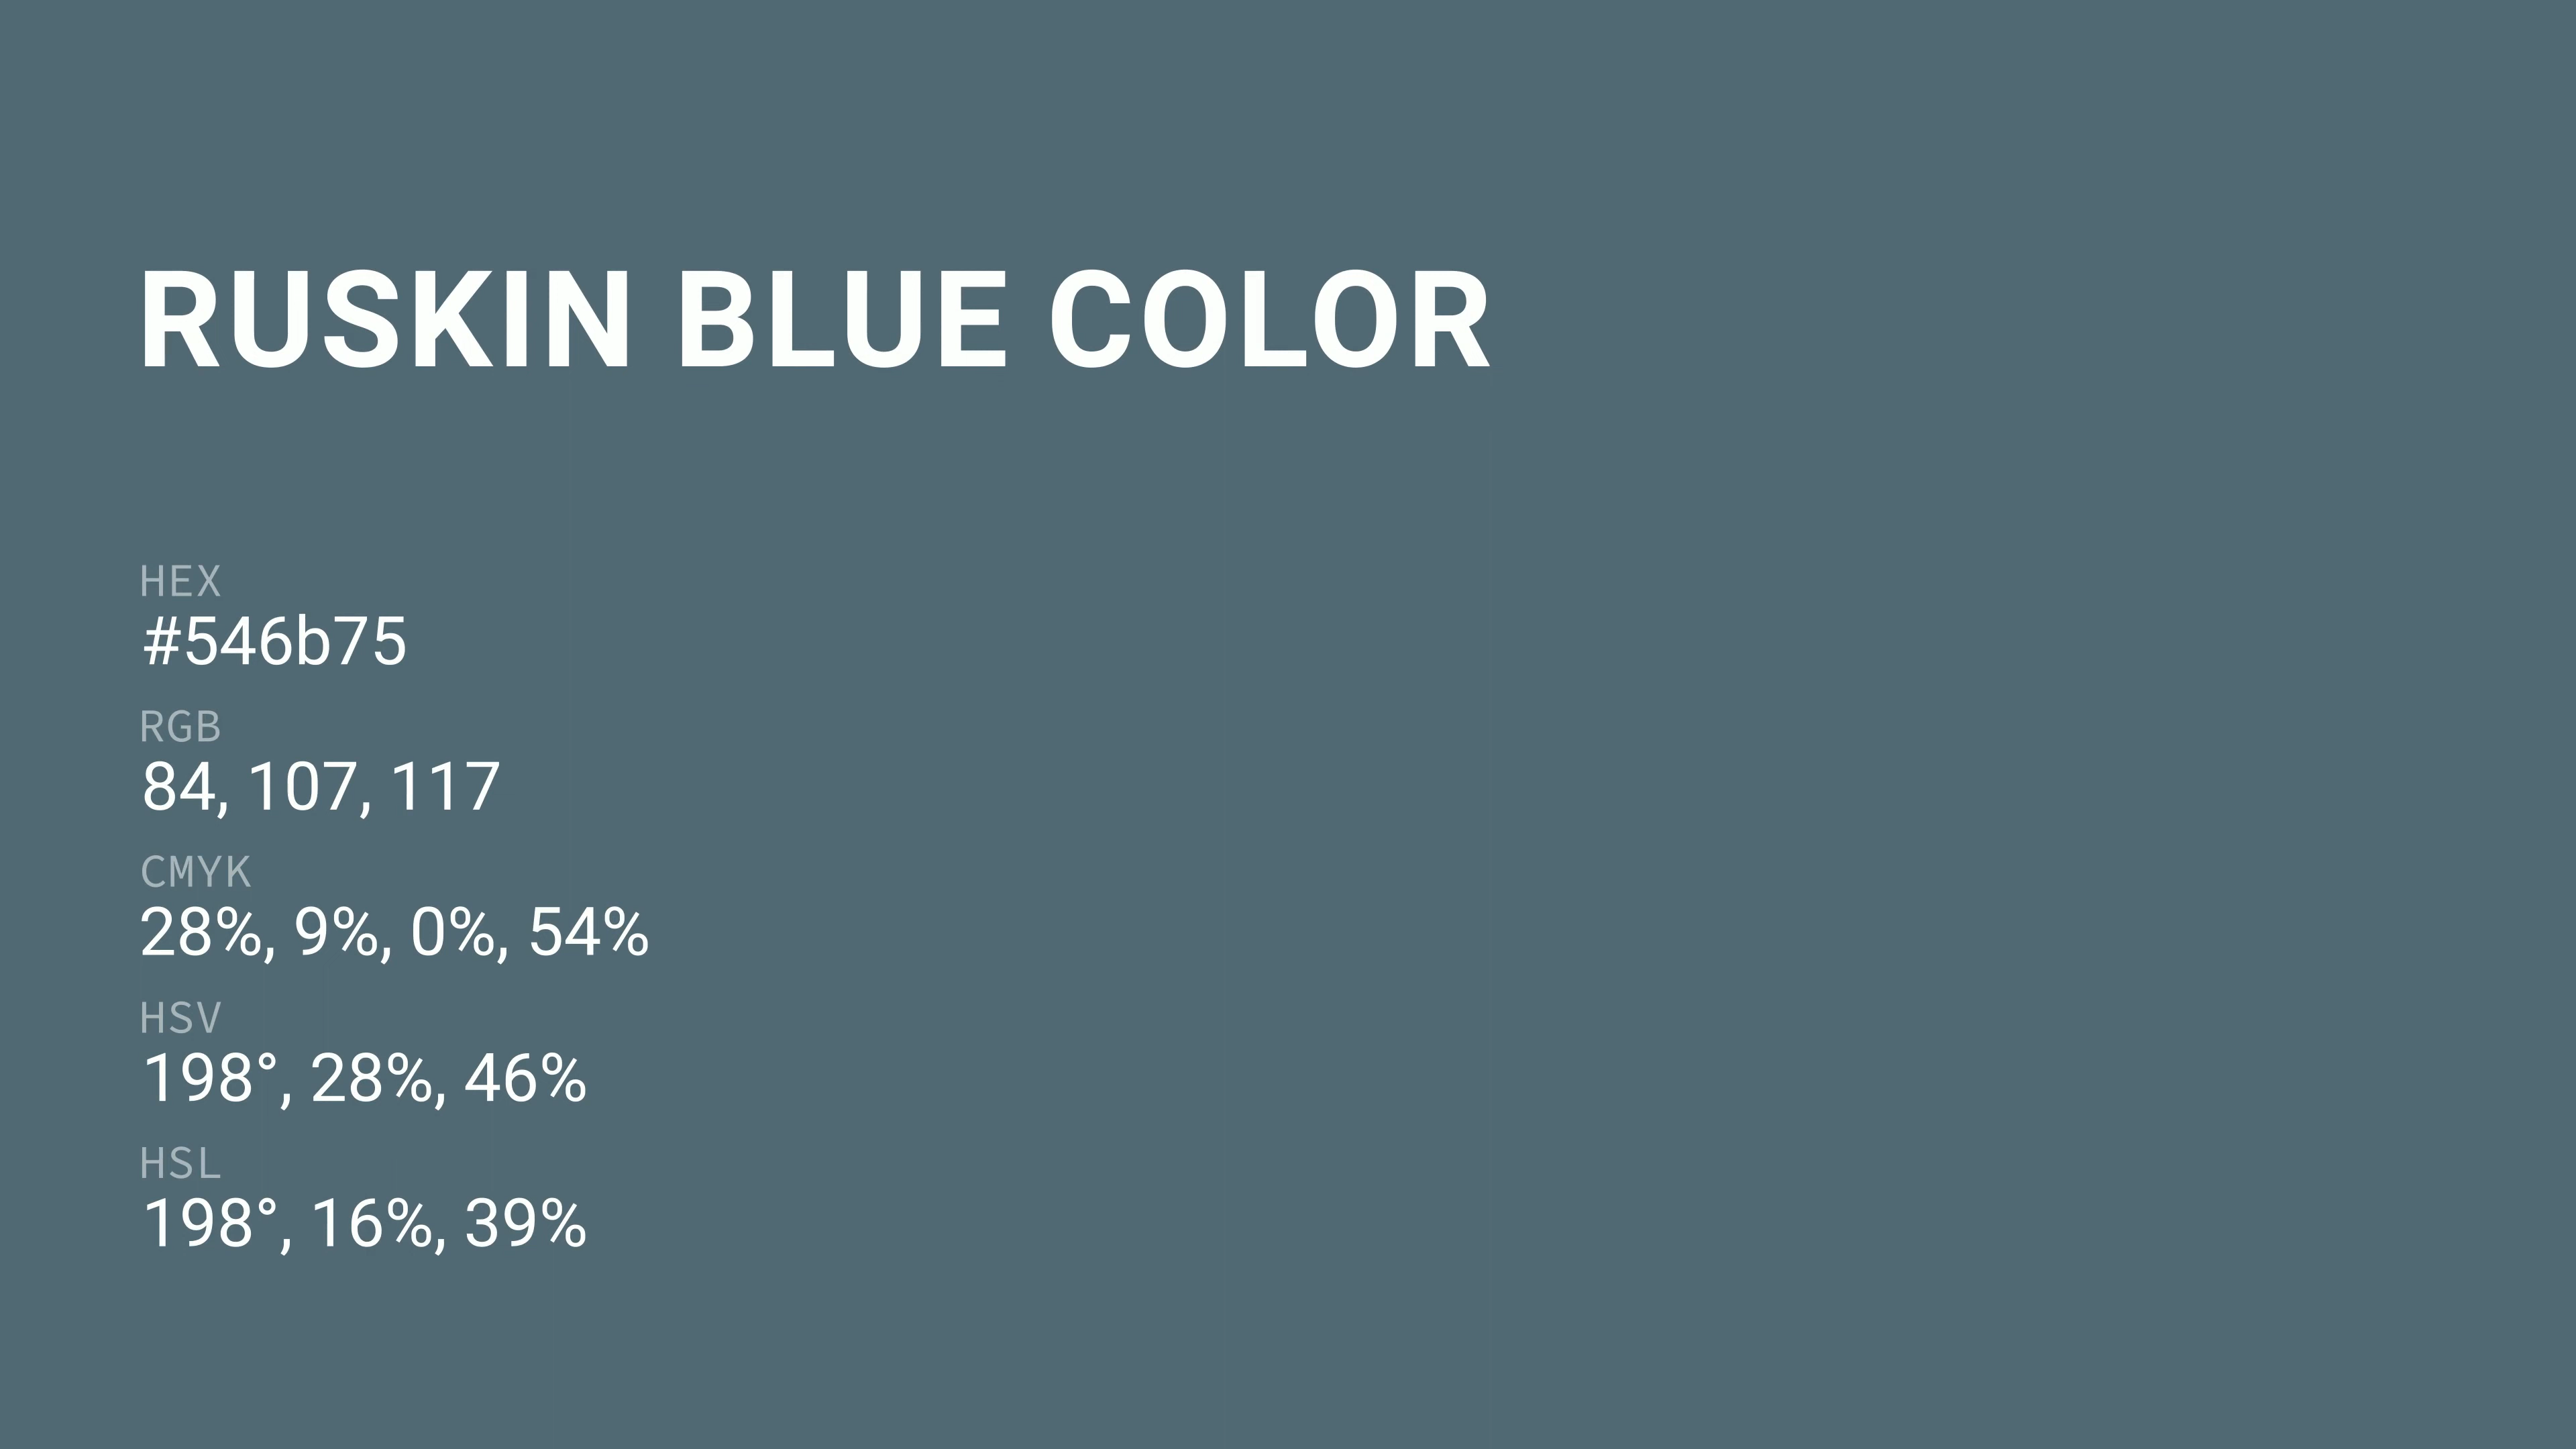 RUSKIN BLUE COLOR
HEX
#546b75
RGB
84, 107, 117
CMYK
28%, 9%, 0%, 54%
HSV
198°, 28%, 46%
HSL
198°, 16%, 39%